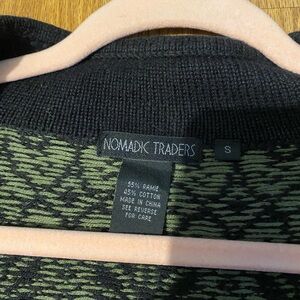 NOMADIC TRADERS
S
55% RAMIE
45% COTTON
MADE IN CHINA
SEE REVERSE
FOR CARE